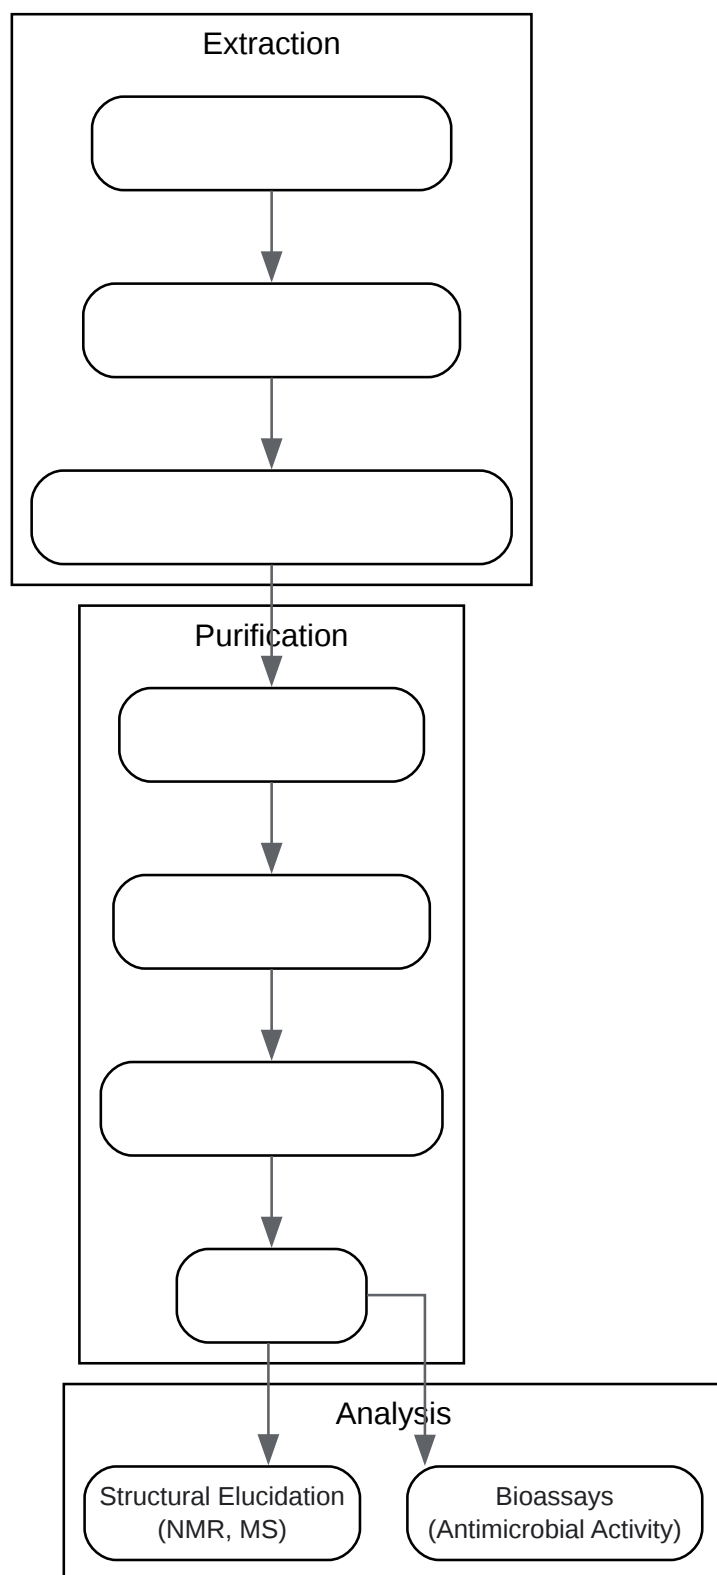 Extraction
Purification
Analysis
Structural Elucidation
(NMR, MS)
Bioassays
(Antimicrobial Activity)